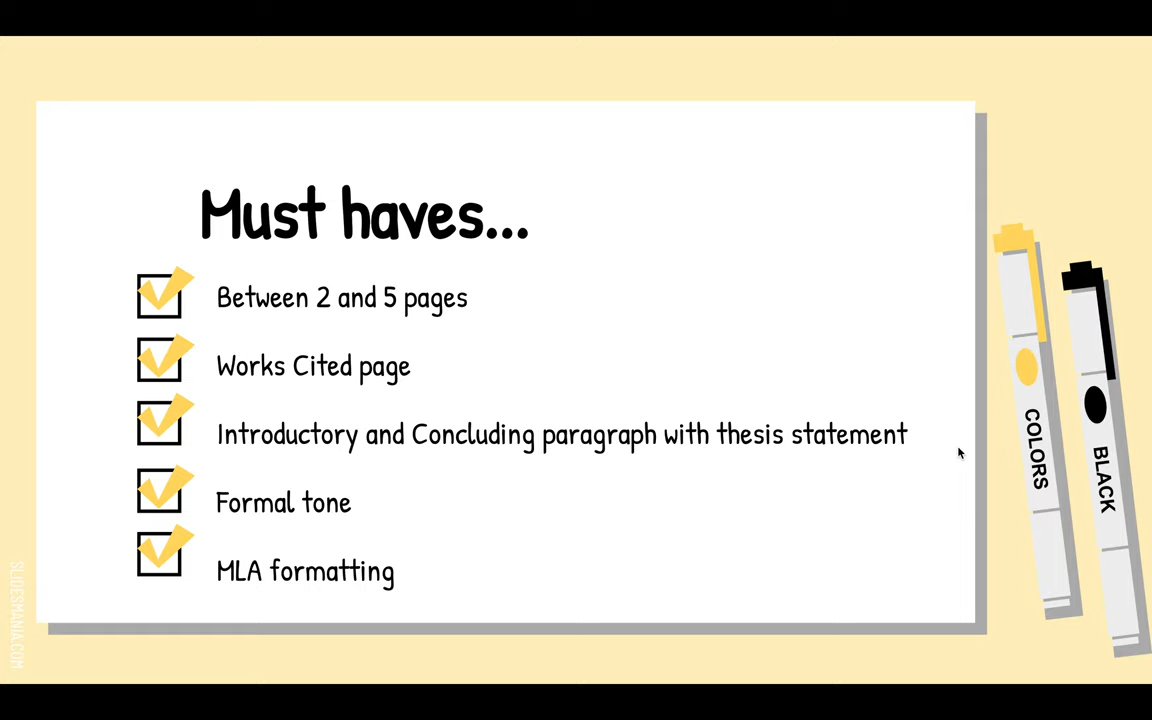 Must haves...
Between 2 and 5 pages
Works Cited page
Introductory and Concluding paragraph with thesis statement
Formal tone
MLA formatting
COLORS
BLACK
SLIDESMANIA.COM